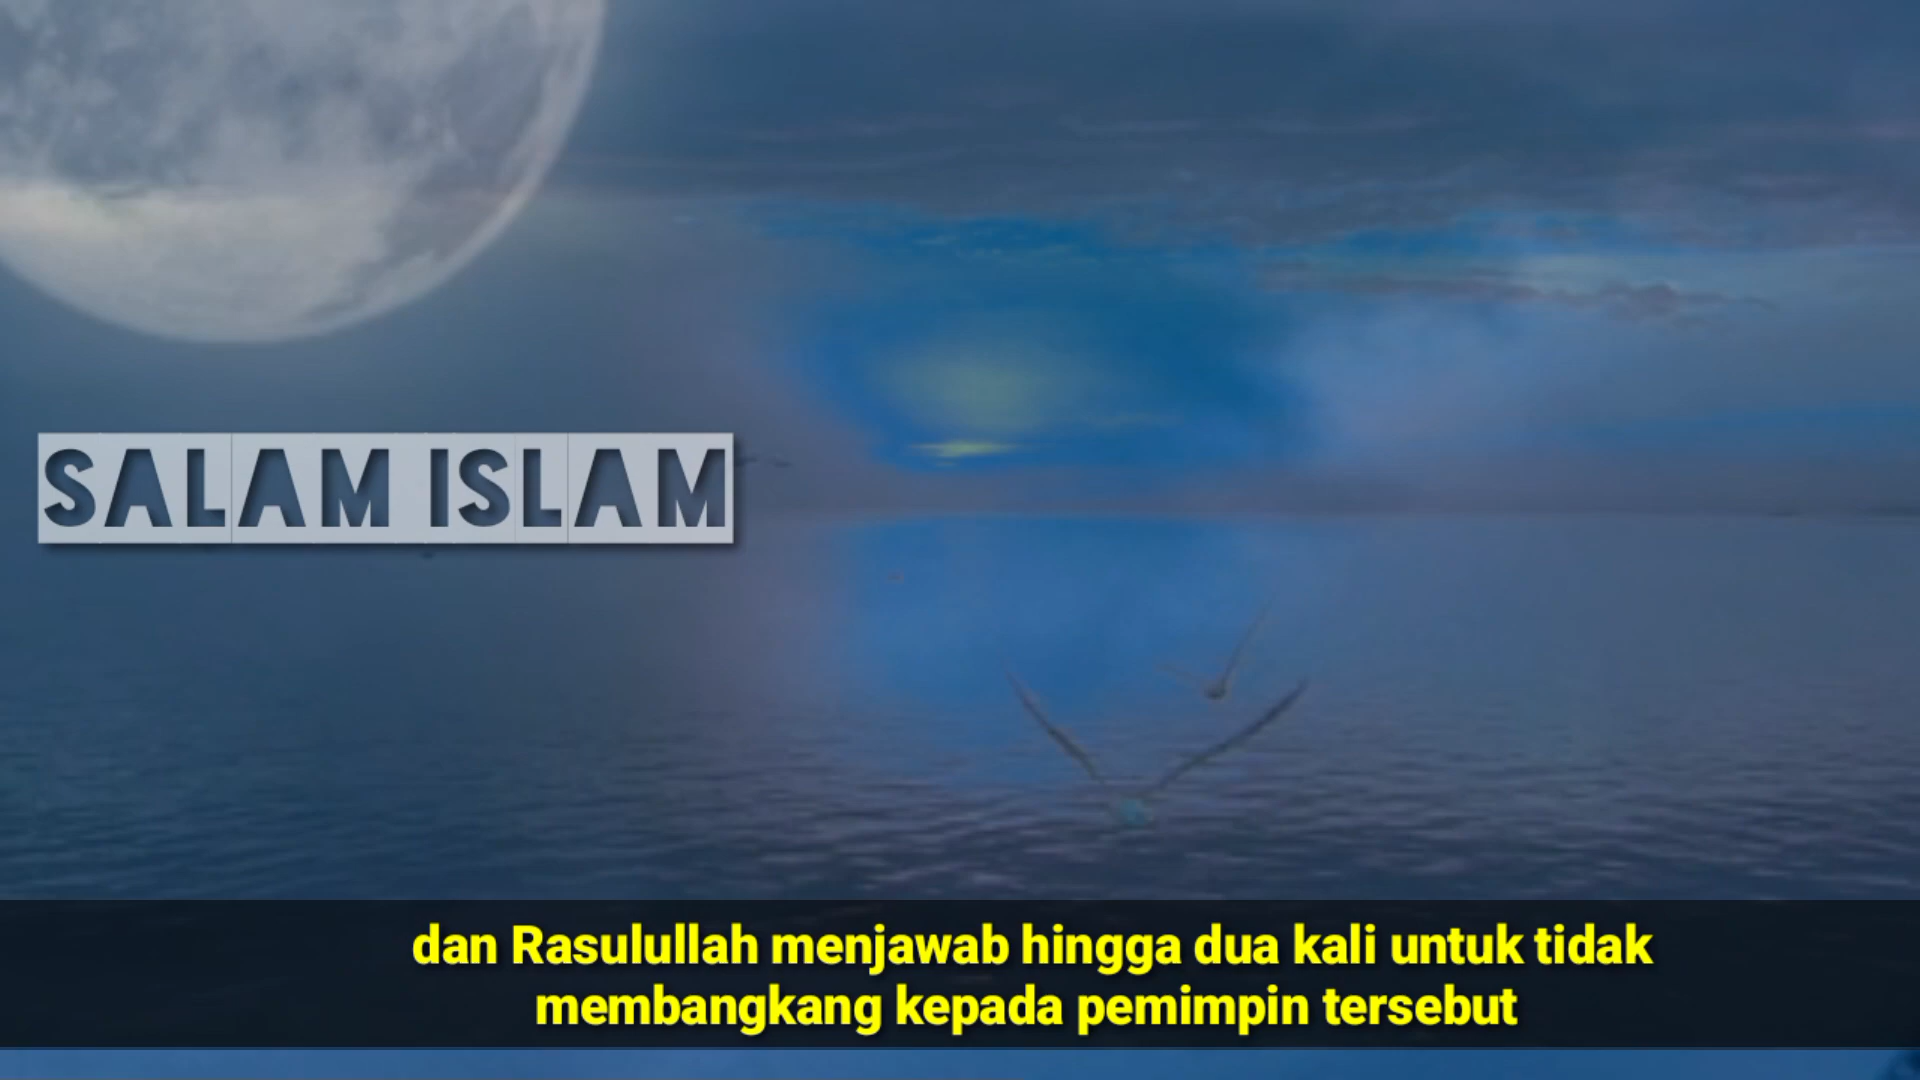 SALAM ISLAM
dan Rasulullah menjawab hingga dua kali untuk tidak
membangkang kepada pemimpin tersebut